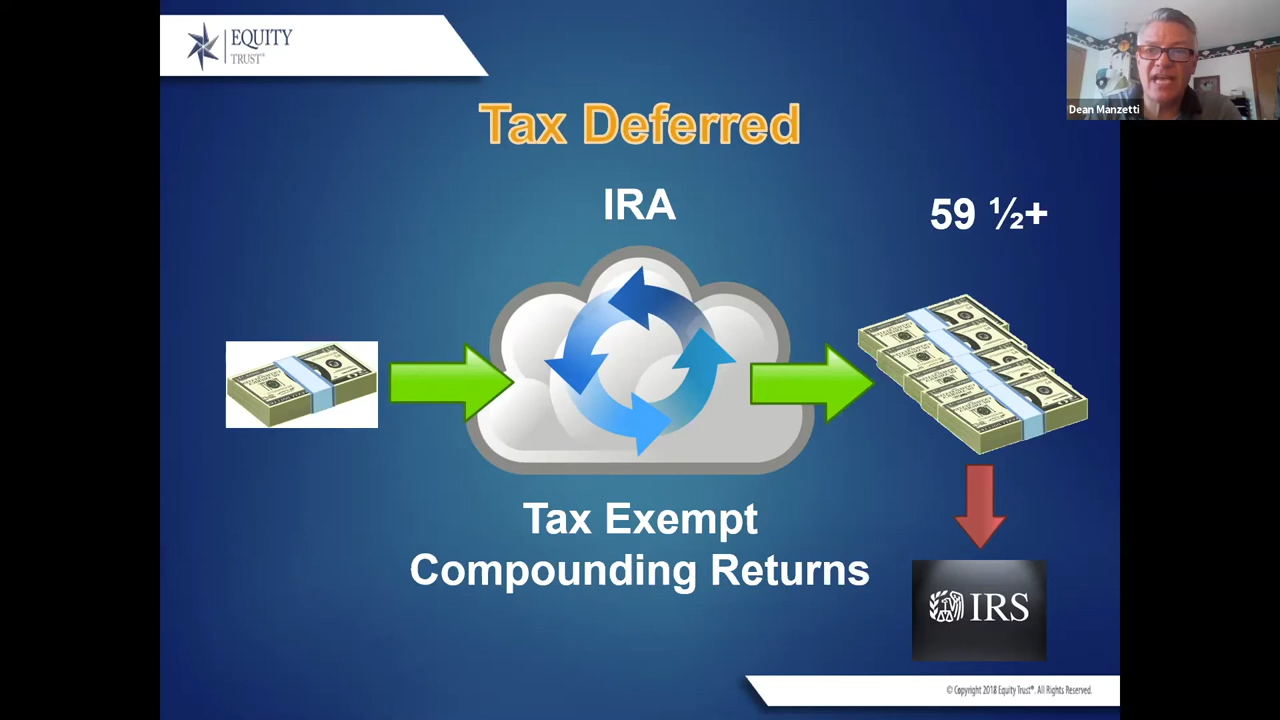 EQUITY
TRUST®
Dean Manzetti
Tax Deferred
IRA
59 ½+
Tax Exempt
Compounding Returns
IRS
© Copyright 2018 Equity Trust®. All Rights Reserved.